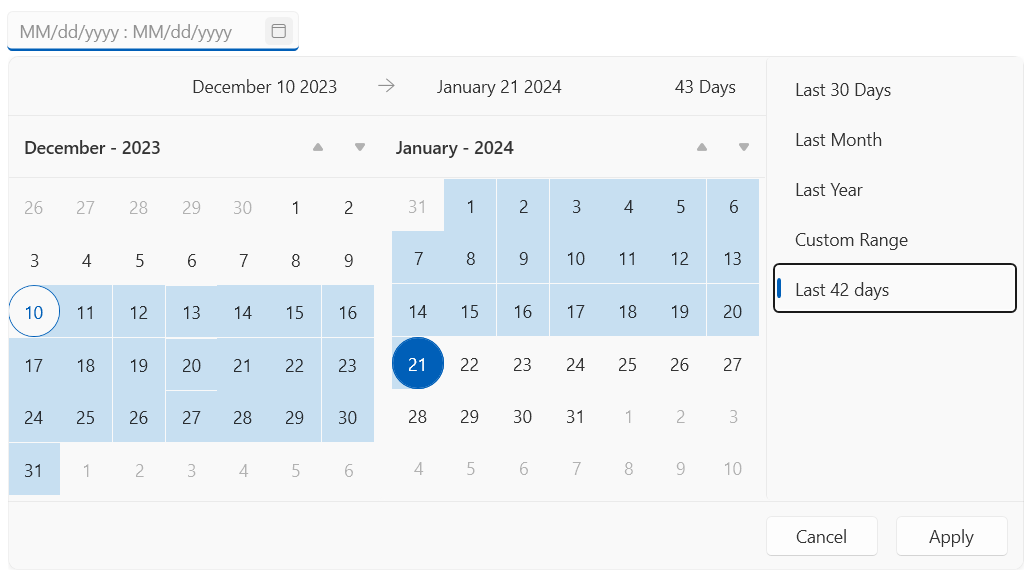 MM/dd/yyyy : MM/dd/yyyy
December 10 2023 → January 21 2024 43 Days
December - 2023
26 27 28 29 30 1 2
3 4 5 6 7 8 9
10 11 12 13 14 15 16
17 18 19 20 21 22 23
24 25 26 27 28 29 30
31 1 2 3 4 5 6
January - 2024
31 1 2 3 4 5 6
7 8 9 10 11 12 13
14 15 16 17 18 19 20
21 22 23 24 25 26 27
28 29 30 31 1 2 3
4 5 6 7 8 9 10
Last 30 Days
Last Month
Last Year
Custom Range
Last 42 days
Cancel Apply